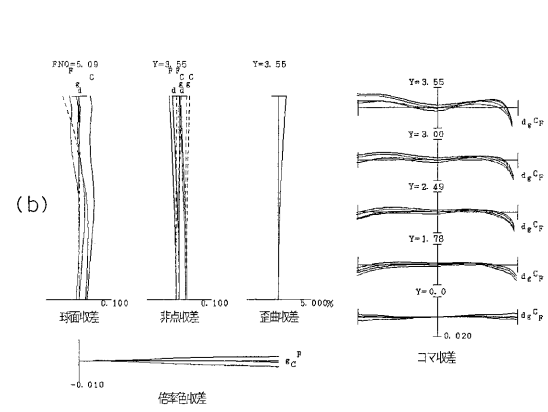 (b)
FNO=5.09
F
C
g
d
0.100
球面収差
Y=3.55
F F C C
d g d g
0.100
非点収差
Y=3.55
5.000%
歪曲収差
F
g
C
-0.010
倍率色収差
Y=3.55
d g C F
Y=3.00
d g C F
Y=2.49
d g C F
Y=1.78
d g C F
Y=0.0
d g C F
0.020
コマ収差